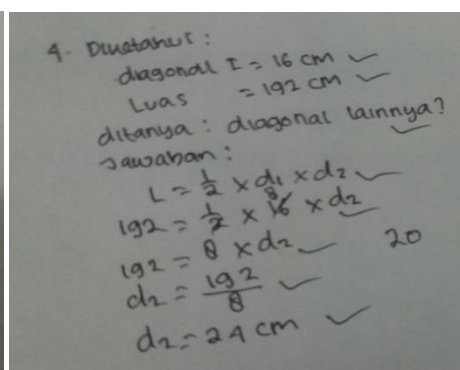 4. Diketahui :
diagonal I = 16 cm ✓
Luas = 192 cm ✓
ditanya : diagonal lainnya? ✓
Jawaban :
L = 1/2 x d1 x d2 ✓
192 = 1/2 x 16 8 x d2 ✓
192 = 8 x d2 ✓ 20
d2 = 192/8 ✓
d2 = 24 cm ✓